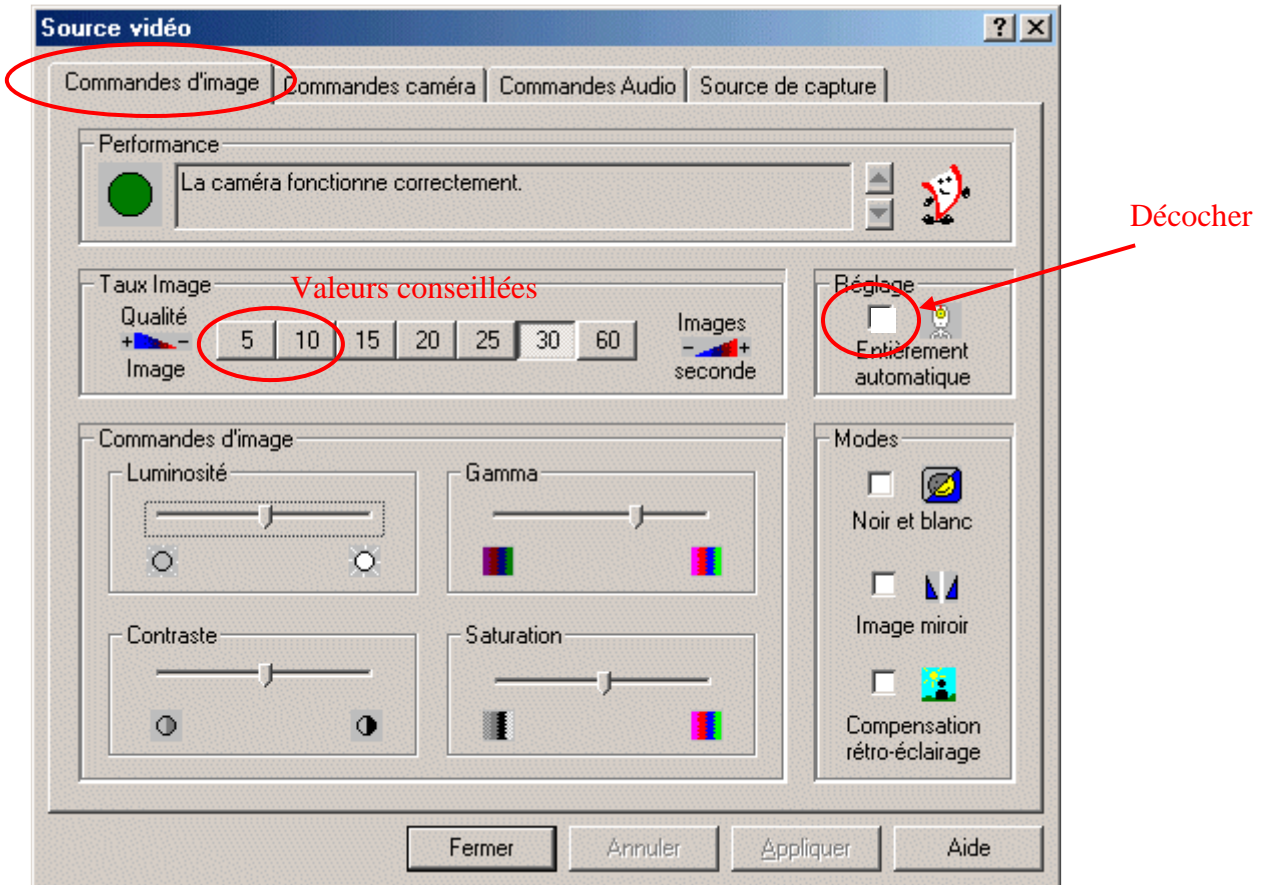 Source vidéo
Commandes d'image
Commandes caméra
Commandes Audio
Source de capture
Performance
La caméra fonctionne correctement.
Décocher
Taux Image
Valeurs conseillées
Qualité
+ -
Image
5 10 15 20 25 30 60
Images
- +
seconde
Réglage
Entièrement
automatique
Commandes d'image
Luminosité
Gamma
Contraste
Saturation
Modes
Noir et blanc
Image miroir
Compensation
rétro-éclairage
Fermer
Annuler
Appliquer
Aide